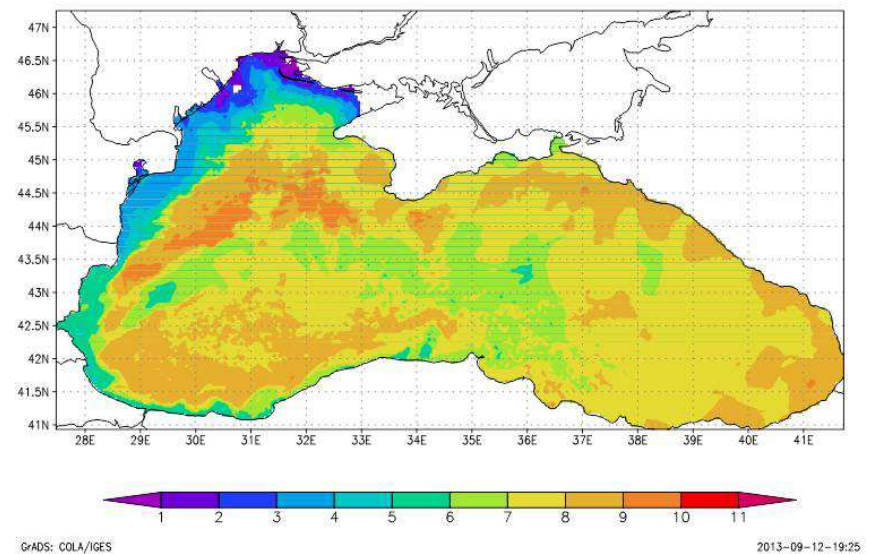 47N
46.5N
46N
45.5N
45N
44.5N
44N
43.5N
43N
42.5N
42N
41.5N
41N
28E 29E 30E 31E 32E 33E 34E 35E 36E 37E 38E 39E 40E 41E
1 2 3 4 5 6 7 8 9 10 11
GrADS: COLA/IGES 2013-09-12-19:25